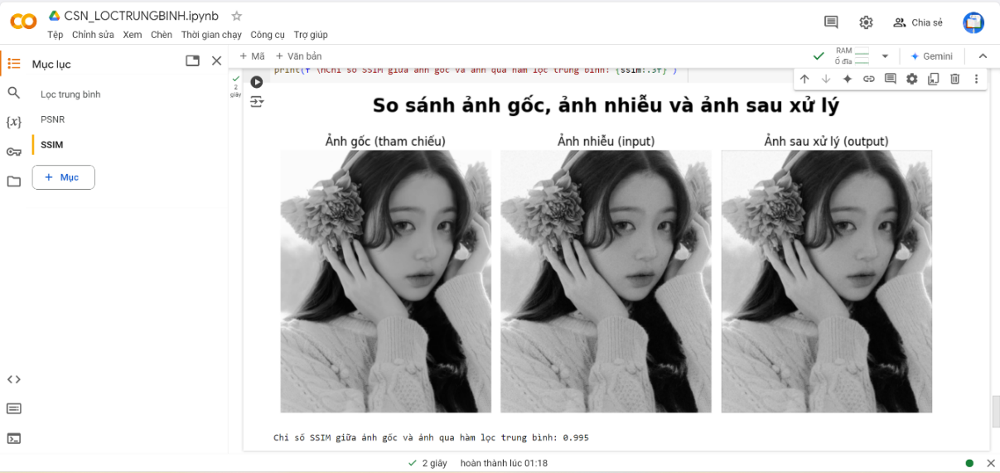 CSN_LOCTRUNGBINH.ipynb
Tệp Chỉnh sửa Xem Chèn Thời gian chạy Công cụ Trợ giúp
Chia sẻ
Mục lục
+ Mã + Văn bản
RAM
Ổ đĩa
Gemini
Lọc trung bình
PSNR
SSIM
+ Mục
2
giây
print(f"\nChỉ số SSIM giữa ảnh gốc và ảnh qua hàm lọc trung bình: {ssim:.3f}")
So sánh ảnh gốc, ảnh nhiễu và ảnh sau xử lý
Ảnh gốc (tham chiếu) Ảnh nhiễu (input) Ảnh sau xử lý (output)
Chỉ số SSIM giữa ảnh gốc và ảnh qua hàm lọc trung bình: 0.995
2 giây hoàn thành lúc 01:18